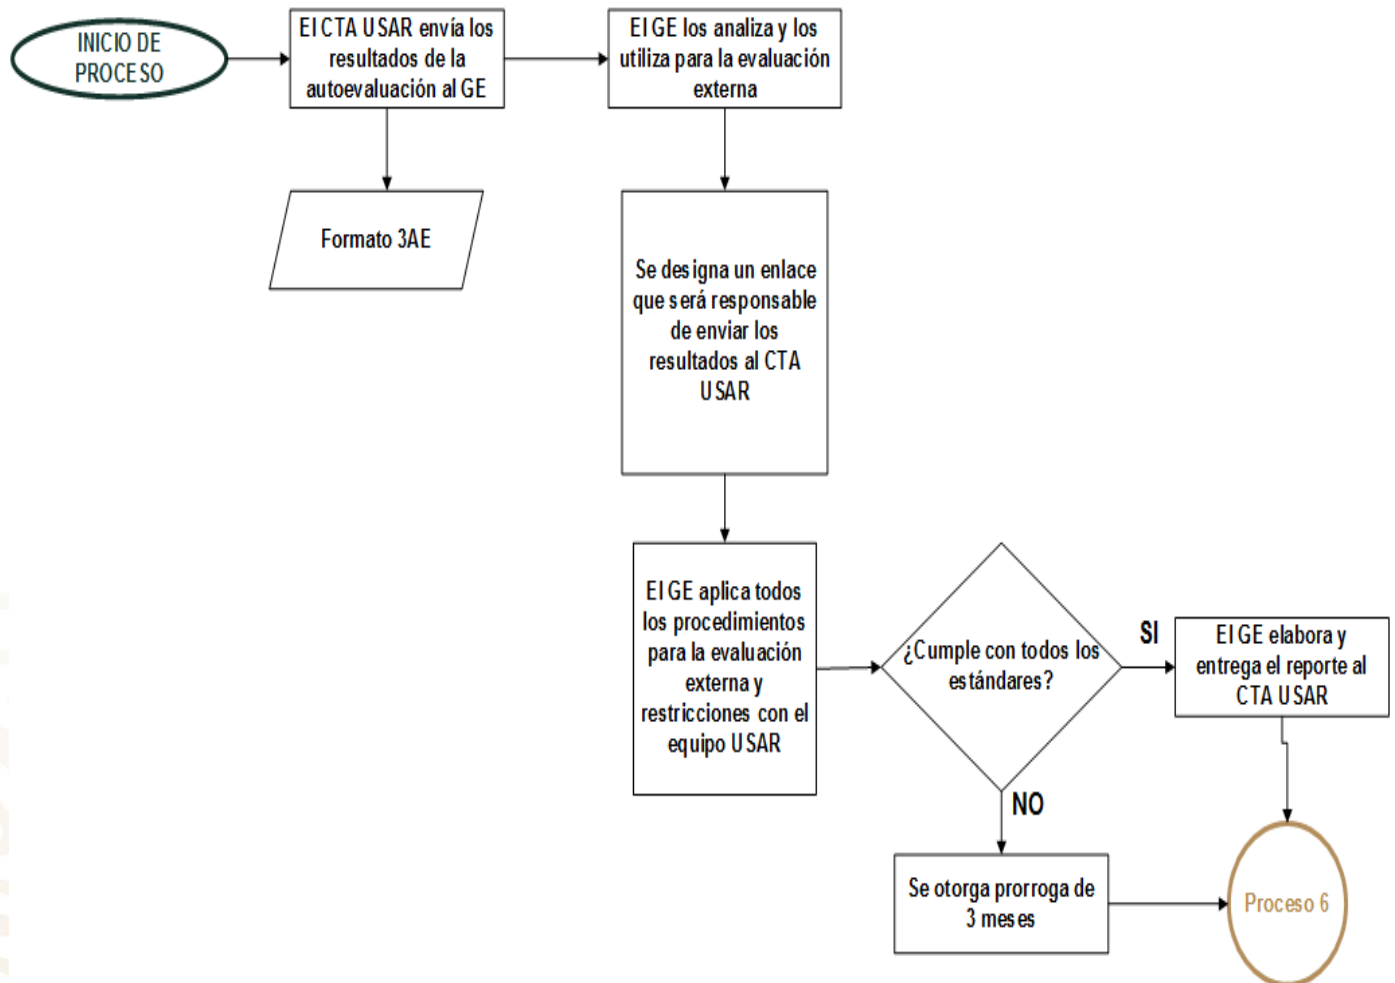 INICIO DE
PROCESO
El CTA USAR envía los
resultados de la
autoevaluación al GE
El GE los analiza y los
utiliza para la evaluación
externa
Formato 3AE
Se designa un enlace
que será responsable
de enviar los
resultados al CTA
USAR
El GE aplica todos
los procedimientos
para la evaluación
externa y
restricciones con el
equipo USAR
¿Cumple con todos los
estándares?
SI
El GE elabora y
entrega el reporte al
CTA USAR
NO
Se otorga prorroga de
3 meses
Proceso 6